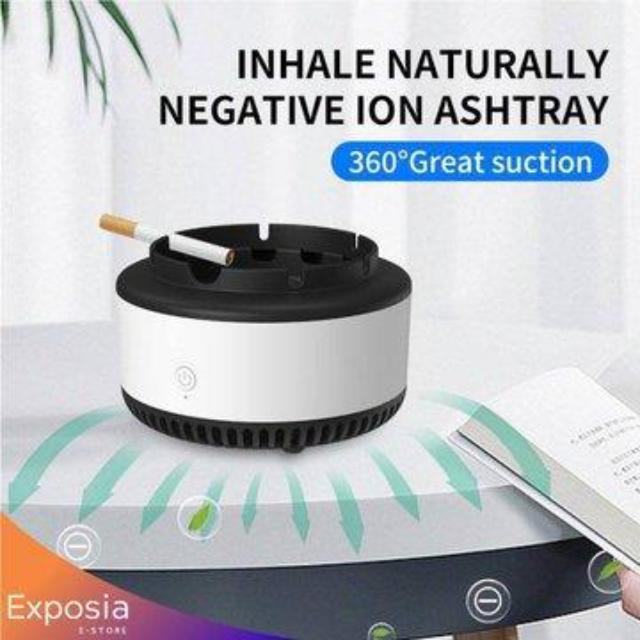 INHALE NATURALLY
NEGATIVE ION ASHTRAY
360°Great suction
Exposia
E-STORE